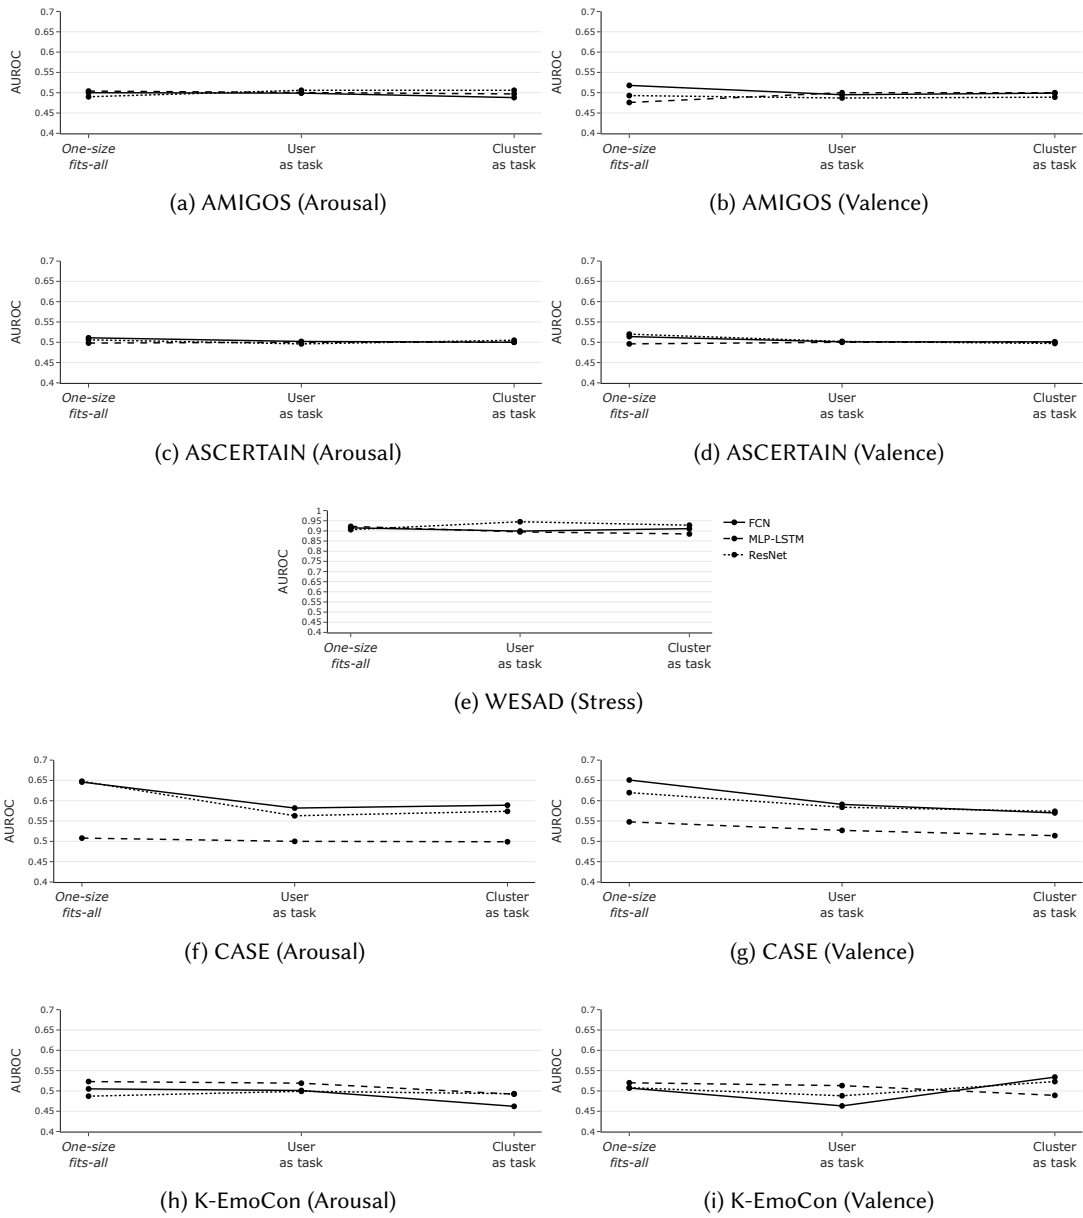 0.7
0.65
0.6
0.55
0.5
0.45
0.4
AUROC
One-size
fits-all
User
as task
Cluster
as task
(a) AMIGOS (Arousal)
0.7
0.65
0.6
0.55
0.5
0.45
0.4
AUROC
One-size
fits-all
User
as task
Cluster
as task
(b) AMIGOS (Valence)
0.7
0.65
0.6
0.55
0.5
0.45
0.4
AUROC
One-size
fits-all
User
as task
Cluster
as task
(c) ASCERTAIN (Arousal)
0.7
0.65
0.6
0.55
0.5
0.45
0.4
AUROC
One-size
fits-all
User
as task
Cluster
as task
(d) ASCERTAIN (Valence)
1
0.95
0.9
0.85
0.8
0.75
0.7
0.65
0.6
0.55
0.5
0.45
0.4
AUROC
One-size
fits-all
User
as task
Cluster
as task
FCN
MLP-LSTM
ResNet
(e) WESAD (Stress)
0.7
0.65
0.6
0.55
0.5
0.45
0.4
AUROC
One-size
fits-all
User
as task
Cluster
as task
(f) CASE (Arousal)
0.7
0.65
0.6
0.55
0.5
0.45
0.4
AUROC
One-size
fits-all
User
as task
Cluster
as task
(g) CASE (Valence)
0.7
0.65
0.6
0.55
0.5
0.45
0.4
AUROC
One-size
fits-all
User
as task
Cluster
as task
(h) K-EmoCon (Arousal)
0.7
0.65
0.6
0.55
0.5
0.45
0.4
AUROC
One-size
fits-all
User
as task
Cluster
as task
(i) K-EmoCon (Valence)